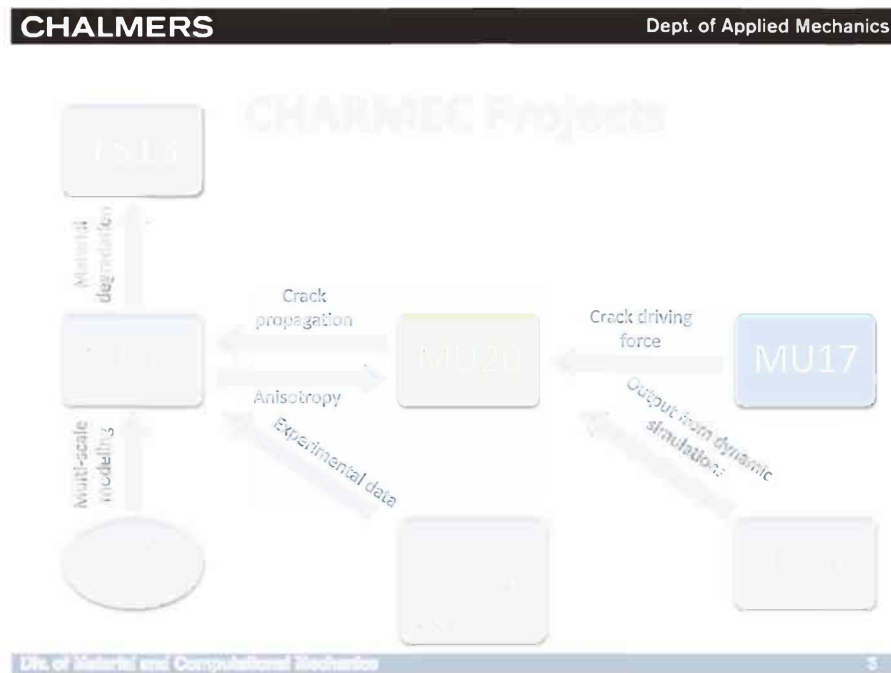 CHALMERS
Dept. of Applied Mechanics
CHARMEC Projects
Material
degradation
Crack
propagation
Crack driving
force
MU20
MU17
Anisotropy
Multi-scale
modeling
Experimental data
Output from dynamic
simulations
Div. of Material and Computational Mechanics
3